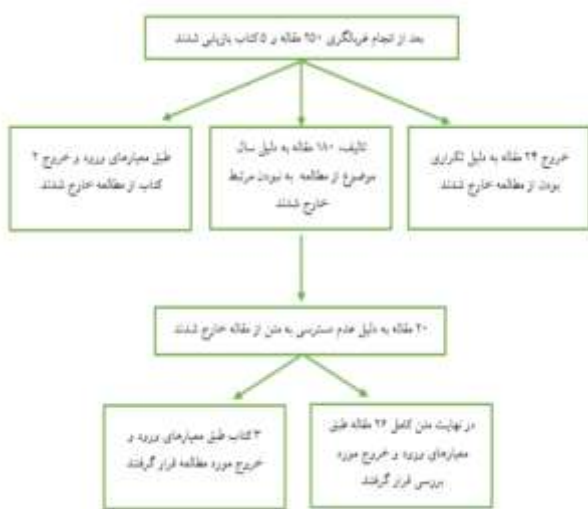 بعد از انجام غربالگری ۲۵۰ مقاله و ۵ کتاب بازیابی شدند
خروج ۲۴ مقاله به دلیل تکراری
بودن از مطالعه خارج شدند
تالیف، ۱۸۰ مقاله به دلیل سال
موضوع از مطالعه به نبودن مرتبط
خارج شدند
طبق معیارهای ورود و خروج ۲
کتاب از مطالعه خارج شدند
۲۰ مقاله به دلیل عدم دسترسی به متن از مقاله خارج شدند
در نهایت متن کامل ۲۶ مقاله طبق
معیارهای ورود و خروج مورد
بررسی قرار گرفتند
۳ کتاب طبق معیارهای ورود و
خروج مورد مطالعه قرار گرفتند